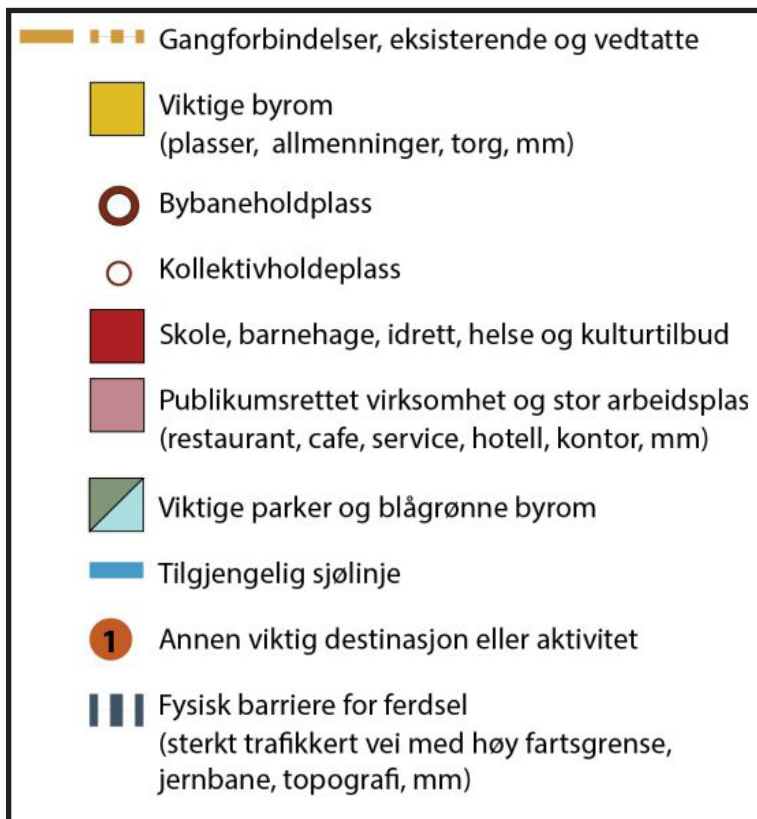 Gangforbindelser, eksisterende og vedtatte
Viktige byrom
(plasser, allmenninger, torg, mm)
Bybaneholdplass
Kollektivholdeplass
Skole, barnehage, idrett, helse og kulturtilbud
Publikumsrettet virksomhet og stor arbeidsplas
(restaurant, cafe, service, hotell, kontor, mm)
Viktige parker og blågrønne byrom
Tilgjengelig sjølinje
1 Annen viktig destinasjon eller aktivitet
Fysisk barriere for ferdsel
(sterkt trafikkert vei med høy fartsgrense,
jernbane, topografi, mm)